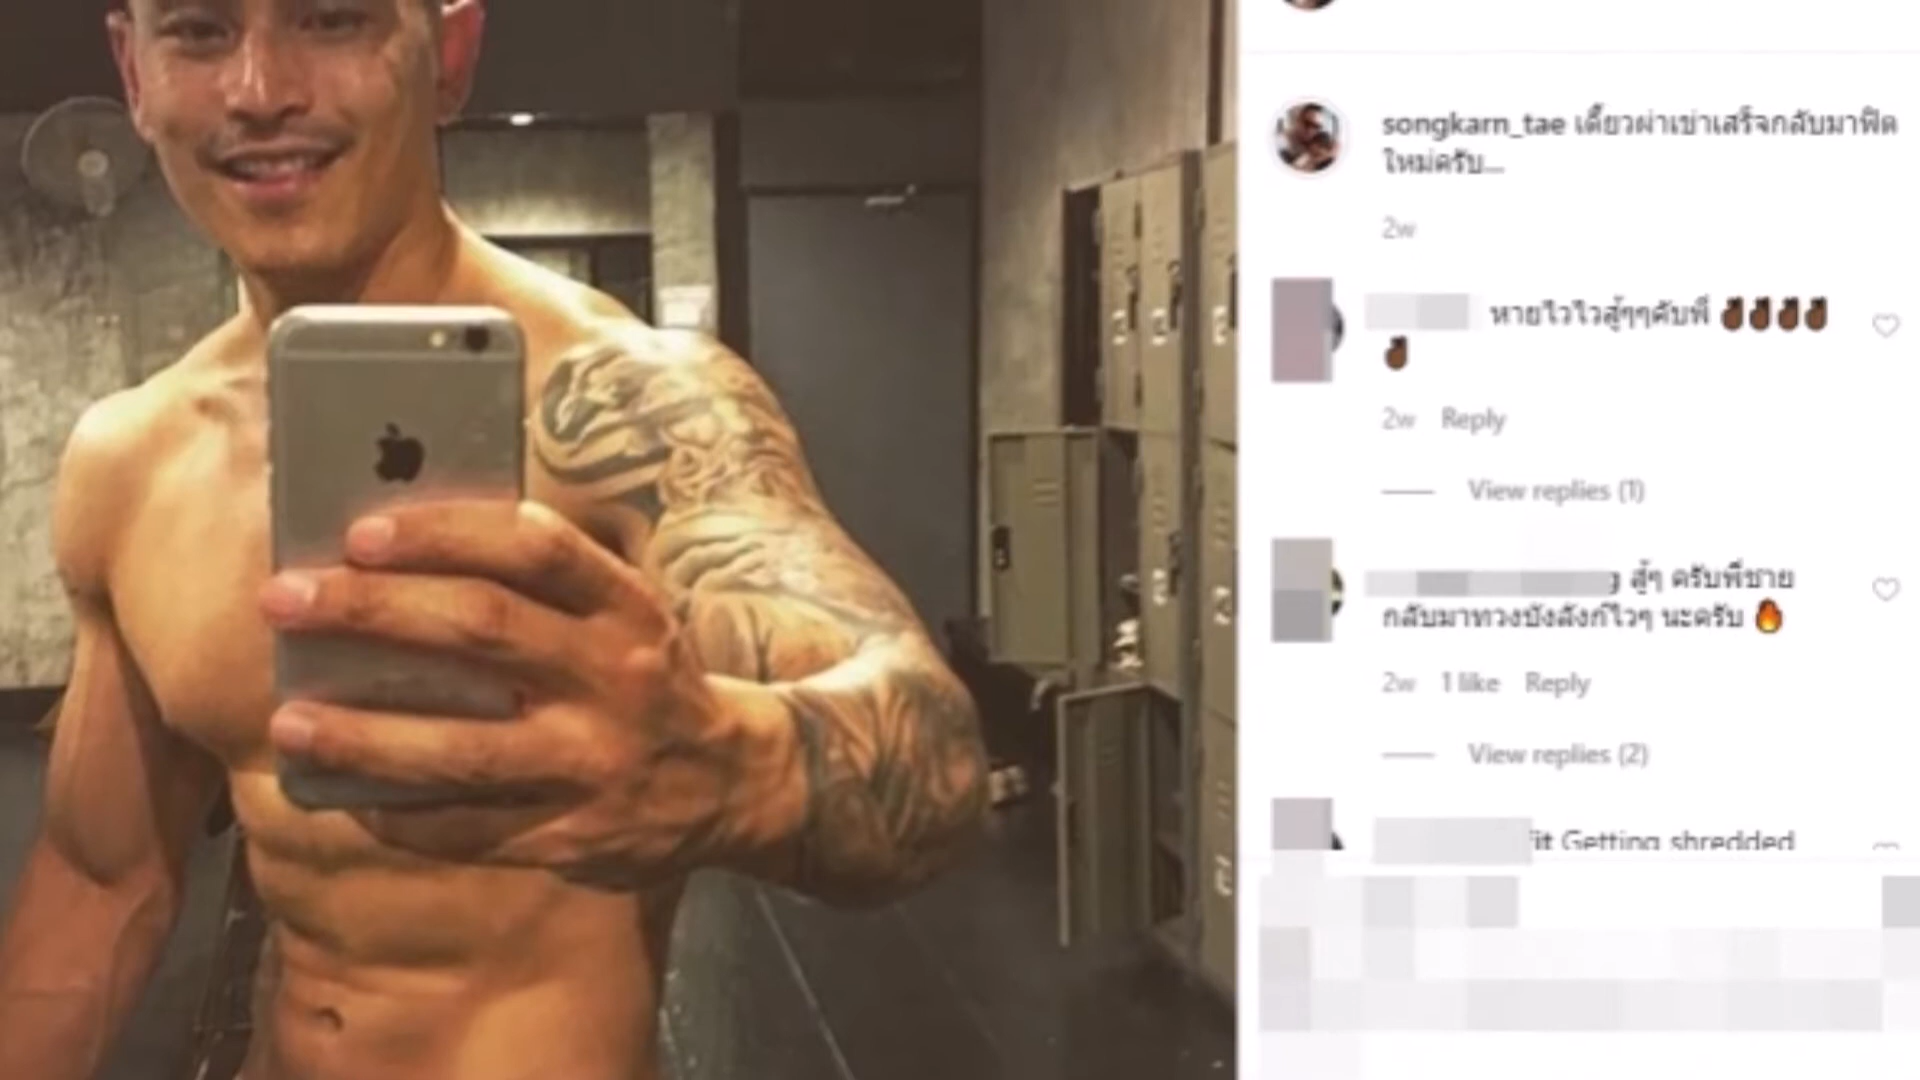 songkarn_tae เดี๋ยวผ่าเข่าเสร็จกลับมาฟิต
ใหม่ครับ...
2w
หายไวไวสู้ๆๆคับพี่
2w Reply
View replies (1)
สู้ๆ ครับพี่ชาย
กลับมาทวงบังลังก์ไวๆ นะครับ 🔥
2w 1 like Reply
View replies (2)
fit Getting shredded